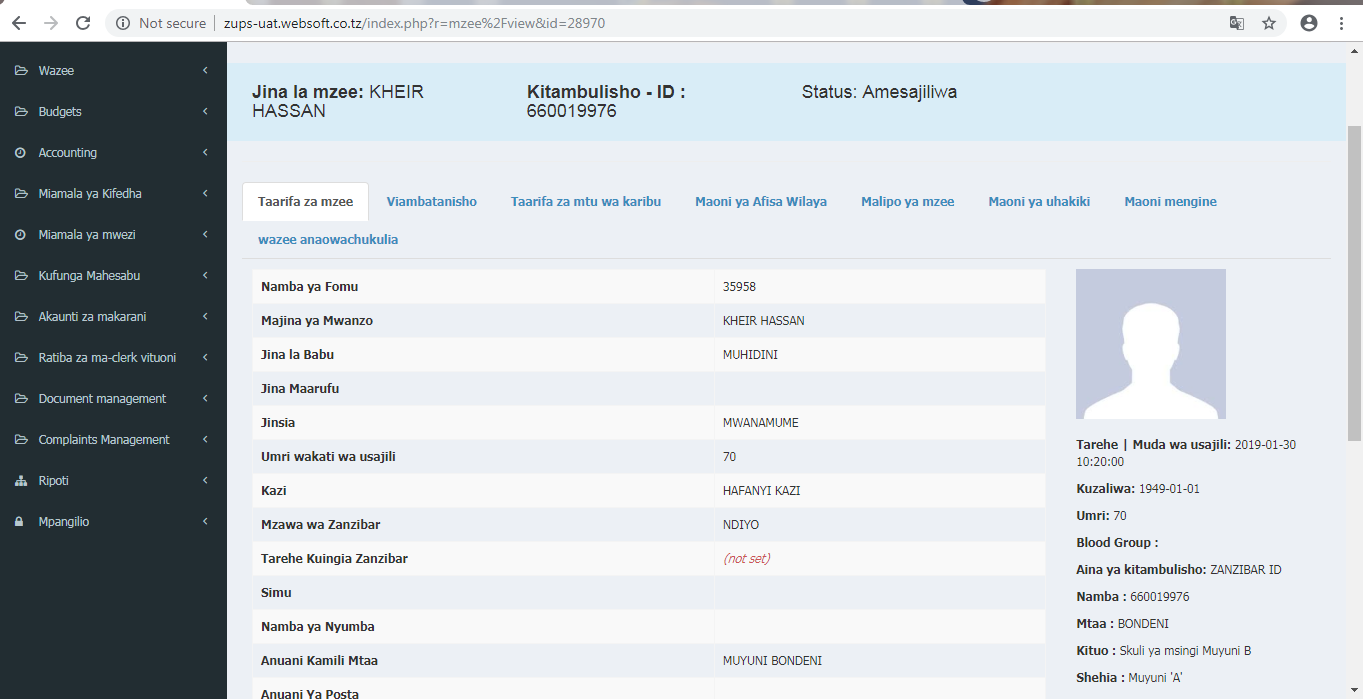 Not secure | zups-uat.websoft.co.tz/index.php?r=mzee%2Fview&id=28970
Wazee
Budgets
Accounting
Miamala ya Kifedha
Miamala ya mwezi
Kufunga Mahesabu
Akaunti za makarani
Ratiba za ma-clerk vituoni
Document management
Complaints Management
Ripoti
Mpangilio
Jina la mzee: KHEIR
HASSAN
Kitambulisho - ID :
660019976
Status: Amesajiliwa
Taarifa za mzee Viambatanisho Taarifa za mtu wa karibu Maoni ya Afisa Wilaya Malipo ya mzee Maoni ya uhakiki Maoni mengine
wazee anaowachukulia
Namba ya Fomu 35958
Majina ya Mwanzo KHEIR HASSAN
Jina la Babu MUHIDINI
Jina Maarufu
Jinsia MWANAMUME
Umri wakati wa usajili 70
Kazi HAFANYI KAZI
Mzawa wa Zanzibar NDIYO
Tarehe Kuingia Zanzibar (not set)
Simu
Namba ya Nyumba
Anuani Kamili Mtaa MUYUNI BONDENI
Anuani Ya Posta
Tarehe | Muda wa usajili: 2019-01-30
10:20:00
Kuzaliwa: 1949-01-01
Umri: 70
Blood Group :
Aina ya kitambulisho: ZANZIBAR ID
Namba : 660019976
Mtaa : BONDENI
Kituo : Skuli ya msingi Muyuni B
Shehia : Muyuni 'A'